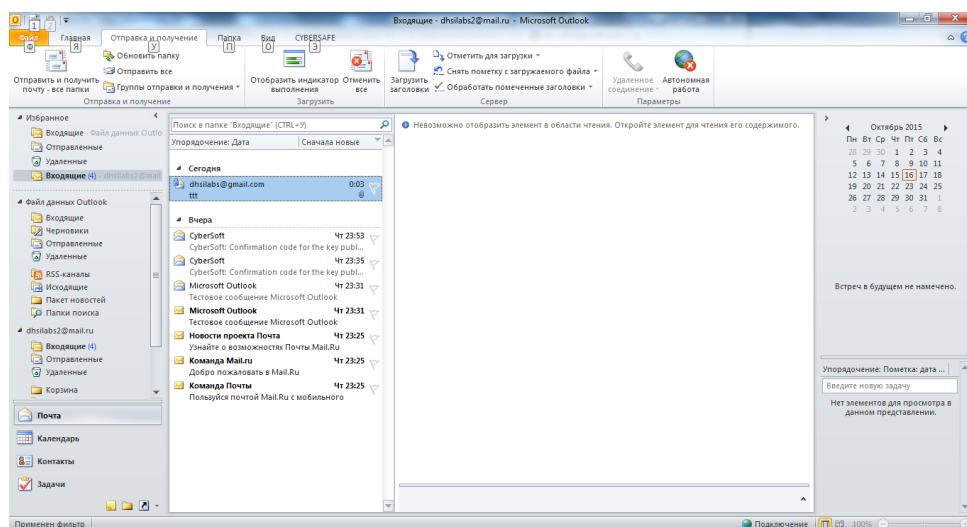 Входящие - dhsilabs2@mail.ru - Microsoft Outlook
1 2
Файл Главная Отправка и получение Папка Вид CYBERSAFE
Ф Я У П О Э
Отправить и получить почту - все папки
Обновить папку
Отправить все
Группы отправки и получения
Отправка и получение
Отобразить индикатор выполнения
Отменить все
Загрузить
Загрузить заголовки
Отметить для загрузки
Снять пометку с загружаемого файла
Обработать помеченные заголовки
Сервер
Удаленное соединение
Автономная работа
Параметры
Избранное
Входящие - Файл данных Outlo
Отправленные
Удаленные
Входящие (4) - dhsilabs2@mail
Файл данных Outlook
Входящие
Черновики
Отправленные
Удаленные
RSS-каналы
Исходящие
Пакет новостей
Папки поиска
dhsilabs2@mail.ru
Входящие (4)
Отправленные
Удаленные
Корзина
Почта
Календарь
Контакты
Задачи
Поиск в папке "Входящие" (CTRL+У)
Упорядочение: Дата Сначала новые
Сегодня
dhsilabs@gmail.com 0:03
ttt
Вчера
CyberSoft Чт 23:53
CyberSoft: Confirmation code for the key publ...
CyberSoft Чт 23:35
CyberSoft: Confirmation code for the key publ...
Microsoft Outlook Чт 23:31
Тестовое сообщение Microsoft Outlook
Microsoft Outlook Чт 23:31
Тестовое сообщение Microsoft Outlook
Новости проекта Почта Чт 23:25
Узнайте о возможностях Почты Mail.Ru
Команда Mail.ru Чт 23:25
Добро пожаловать в Mail.Ru
Команда Почты Чт 23:25
Пользуйся почтой Mail.Ru с мобильного
Невозможно отобразить элемент в области чтения. Откройте элемент для чтения его содержимого.
Октябрь 2015
Пн Вт Ср Чт Пт Сб Вс
28 29 30 1 2 3 4
5 6 7 8 9 10 11
12 13 14 15 16 17 18
19 20 21 22 23 24 25
26 27 28 29 30 31 1
2 3 4 5 6 7 8
Встреч в будущем не намечено.
Упорядочение: Пометка: дата ...
Введите новую задачу
Нет элементов для просмотра в
данном представлении.
Применен фильтр
Подключение 100%